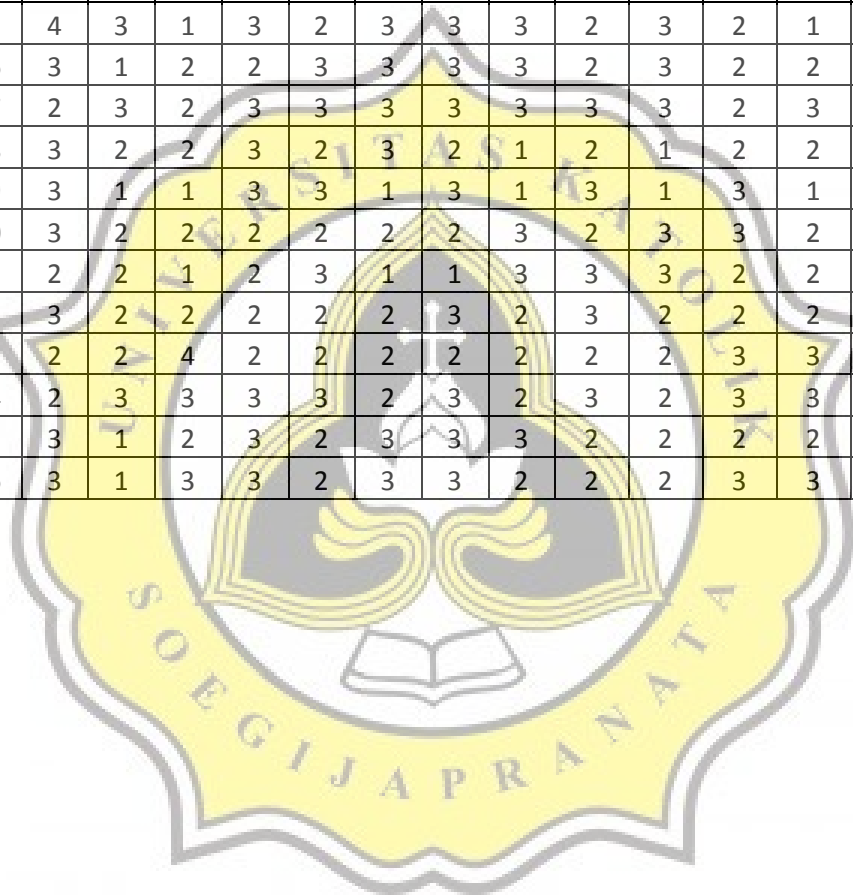 4 3 1 3 2 3 3 3 2 3 2 1
3 1 2 2 3 3 3 3 2 3 2 2
2 3 2 3 3 3 3 3 3 3 2 3
3 2 2 3 2 3 2 1 2 1 2 2
3 1 1 3 3 1 3 1 3 1 3 1
3 2 2 2 2 2 2 3 2 3 3 2
2 2 1 2 3 1 1 3 3 3 2 2
3 2 2 2 2 2 3 2 3 2 2 2
2 2 4 2 2 2 2 2 2 2 3 3
2 3 3 3 3 2 3 2 3 2 3 3
3 1 2 3 2 3 3 3 2 2 2 2
3 1 3 3 2 3 3 2 2 2 3 3
UNIVERSITAS KATOLIK
SOEGIJAPRANATA